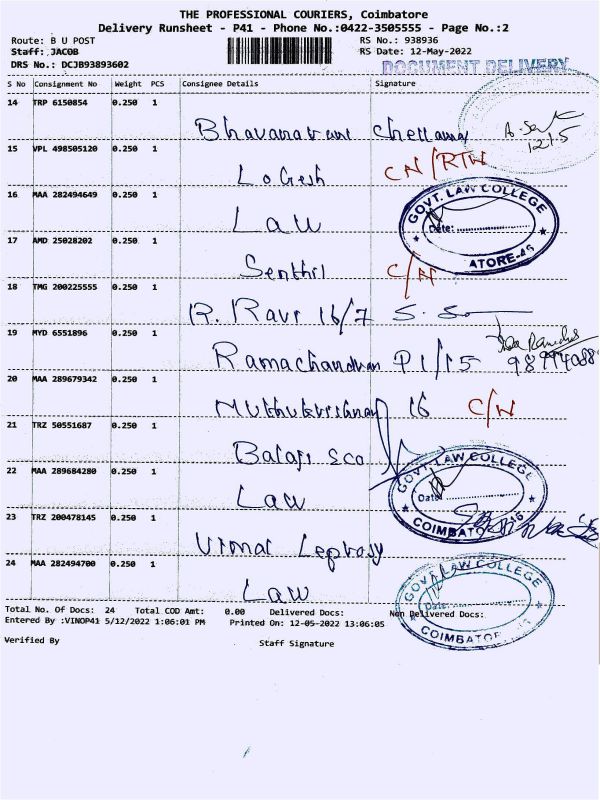 THE PROFESSIONAL COURIERS, Coimbatore
Delivery Runsheet - P41 - Phone No.:0422-3505555 - Page No.:2
Route: B U POST
RS No.: 938936
Staff: JACOB
RS Date: 12-May-2022
DRS No.: DCJB93893602
DOCUMENT DELIVERY
S No Consignment No Weight PCS Consignee Details Signature
14 TRP 6150854 0.250 1
1215
15 VPL 498505120 0.250 1
Logesh CN/RTN
16 MAA 282494649 0.250 1
Law
GOVT. LAW COLLEGE
Date:
ATORE-46
17 AMD 25028202 0.250 1
Senthil C/N
18 TMG 200225555 0.250 1
R. Ravi 16/7
19 MYD 6551896 0.250 1
Ramachandran P1/15
20 MAA 289679342 0.250 1
Muthukrishnan 16 C/N
21 TRZ 50551687 0.250 1
Balaji sco
22 MAA 289684280 0.250 1
Law
GOVT. LAW COLLEGE
Date:
COIMBATORE-46
23 TRZ 200478145 0.250 1
Vimal Leprosy
24 MAA 282494700 0.250 1
Law
GOVT. LAW COLLEGE
Date:
COIMBATORE-46
Total No. Of Docs: 24 Total COD Amt: 0.00 Delivered Docs: Non Delivered Docs:
Entered By :VINOP41 5/12/2022 1:06:01 PM Printed On: 12-05-2022 13:06:05
Verified By
Staff Signature